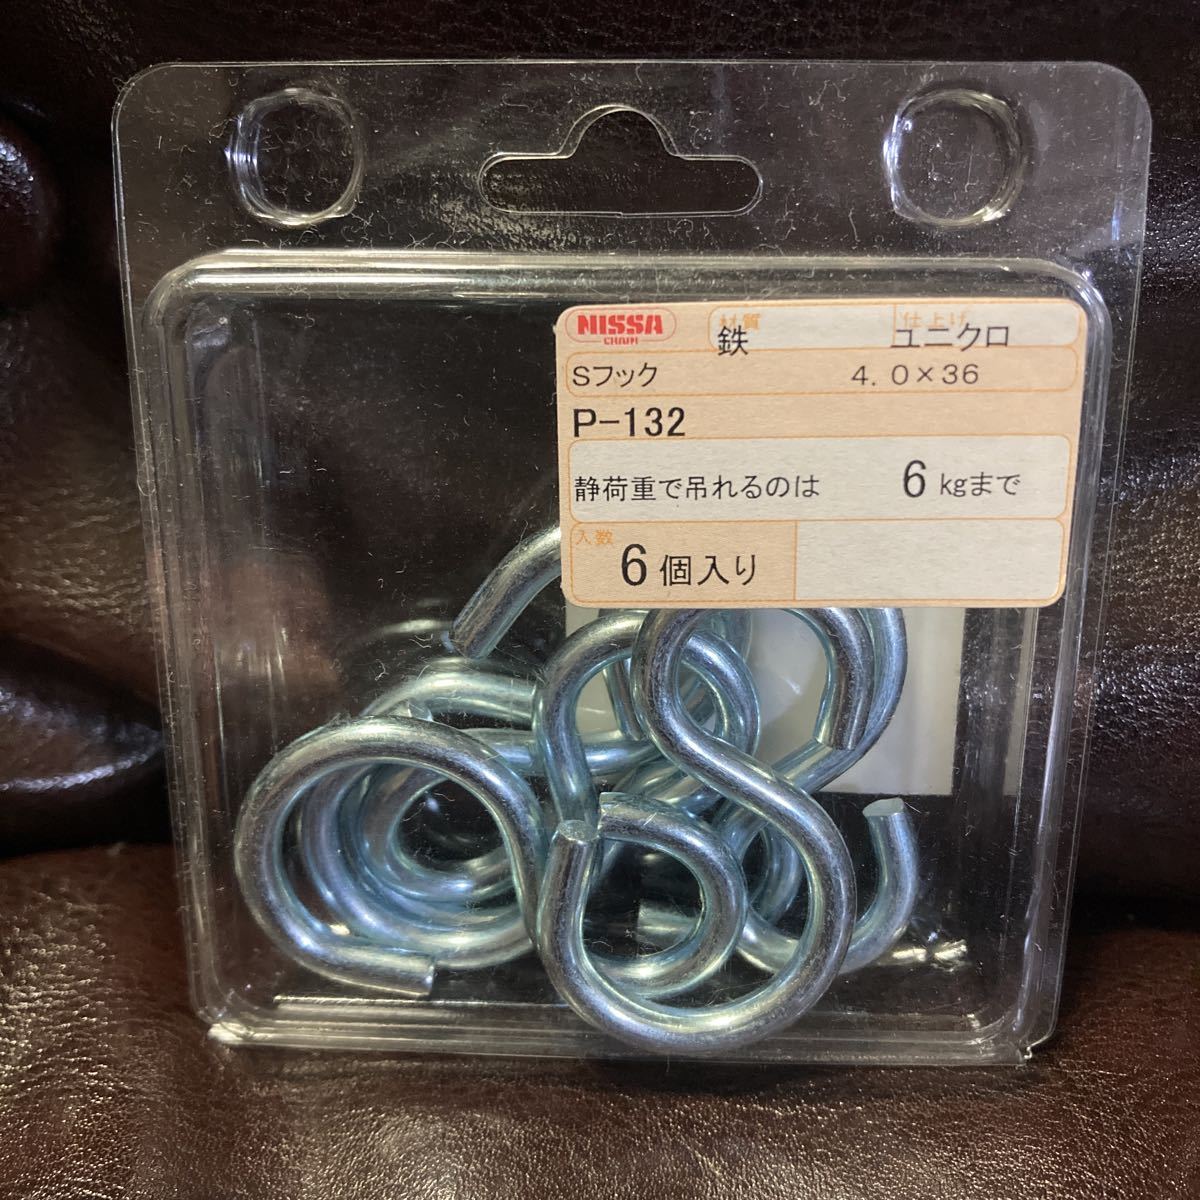 NISSA
CHAIN
材質
鉄
仕上げ
ユニクロ
Sフック 4.0×36
P-132
静荷重で吊れるのは 6 kgまで
入数
6個入り